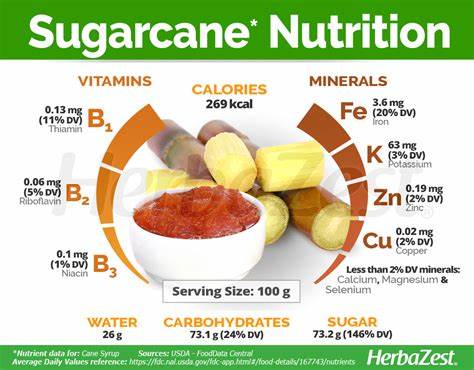 Sugarcane* Nutrition
VITAMINS
CALORIES
269 kcal
MINERALS
0.13 mg
(11% DV)
Thiamin
B1
0.06 mg
(5% DV)
Riboflavin
B2
0.1 mg
(1% DV)
Niacin
B3
Fe
3.6 mg
(20% DV)
Iron
K
63 mg
(3% DV)
Potassium
Zn
0.19 mg
(2% DV)
Zinc
Cu
0.02 mg
(2% DV)
Copper
Less than 2% DV minerals:
Calcium, Magnesium &
Selenium
HerbaZest
Serving Size: 100 g
WATER
26 g
CARBOHYDRATES
73.1 g (24% DV)
SUGAR
73.2 g (146% DV)
*Nutrient data for: Cane Syrup Sources: USDA - FoodData Central
Average Daily Values reference: https://fdc.nal.usda.gov/fdc-app.html#/food-details/167743/nutrients
HerbaZest.